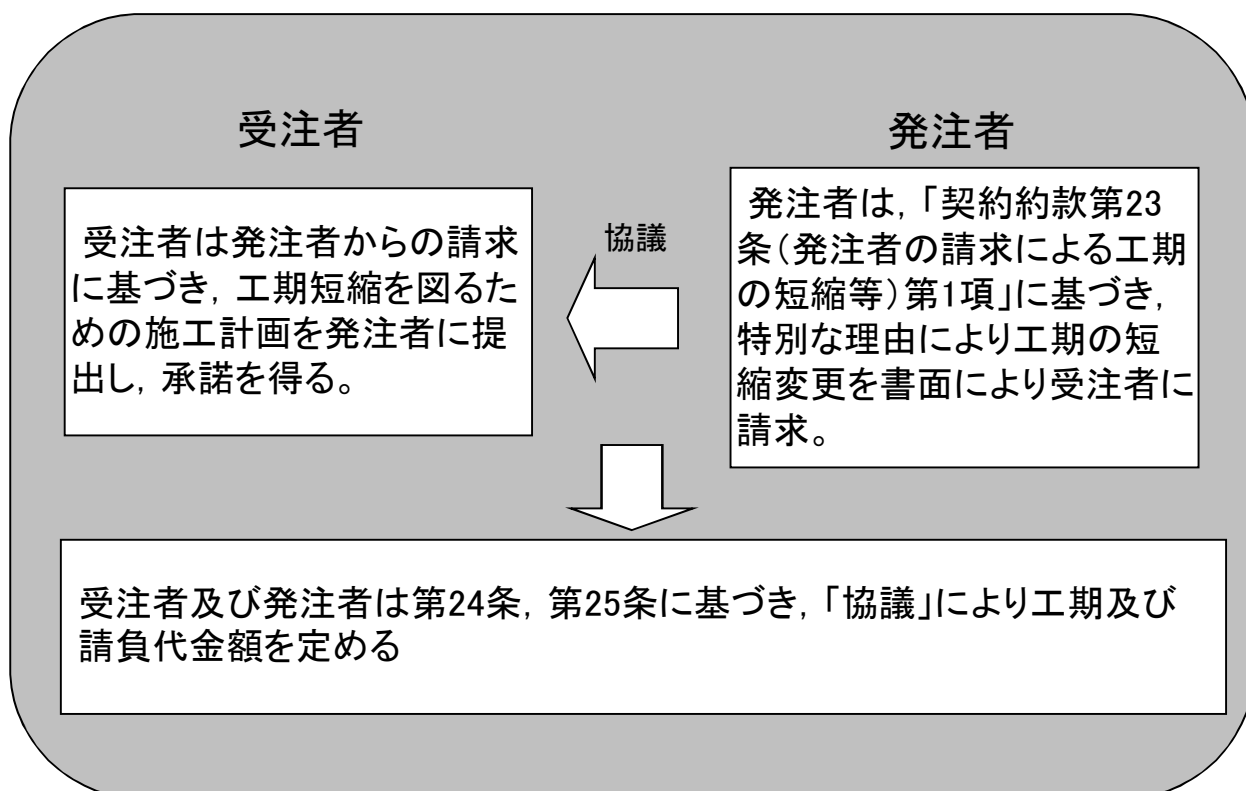 受注者
受注者は発注者からの請求
に基づき，工期短縮を図るた
めの施工計画を発注者に提
出し，承諾を得る。
協議
発注者
発注者は，「契約約款第23
条（発注者の請求による工期
の短縮等）第1項」に基づき，
特別な理由により工期の短
縮変更を書面により受注者に
請求。
受注者及び発注者は第24条，第25条に基づき，「協議」により工期及び
請負代金額を定める